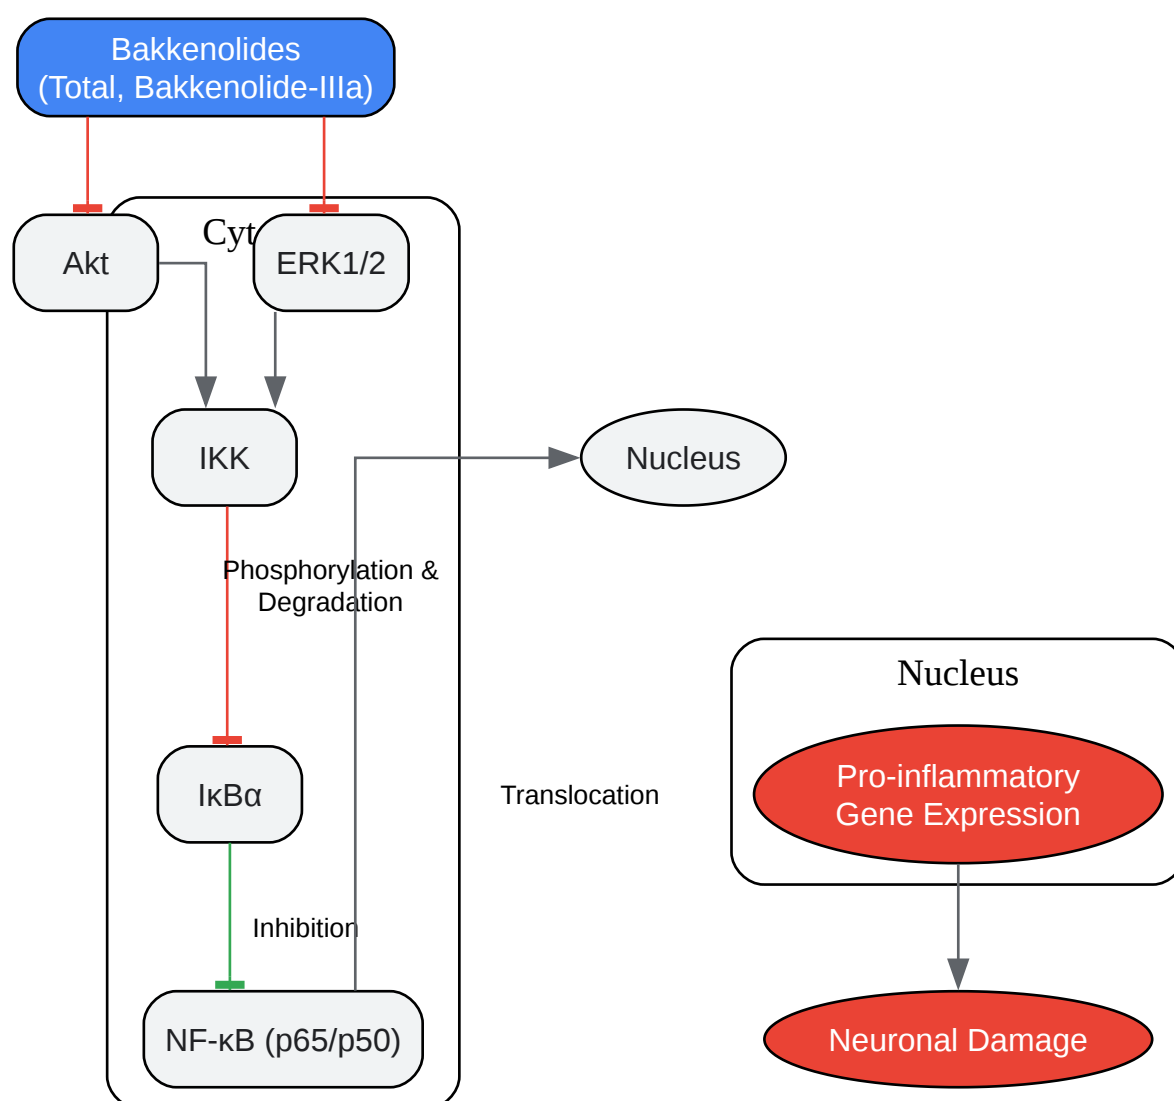 Bakkenolides
(Total, Bakkenolide-IIIa)
Cyt
Akt
ERK1/2
IKK
Nucleus
Phosphorylation &
Degradation
Nucleus
Pro-inflammatory
Gene Expression
IκBα
Translocation
Inhibition
NF-κB (p65/p50)
Neuronal Damage